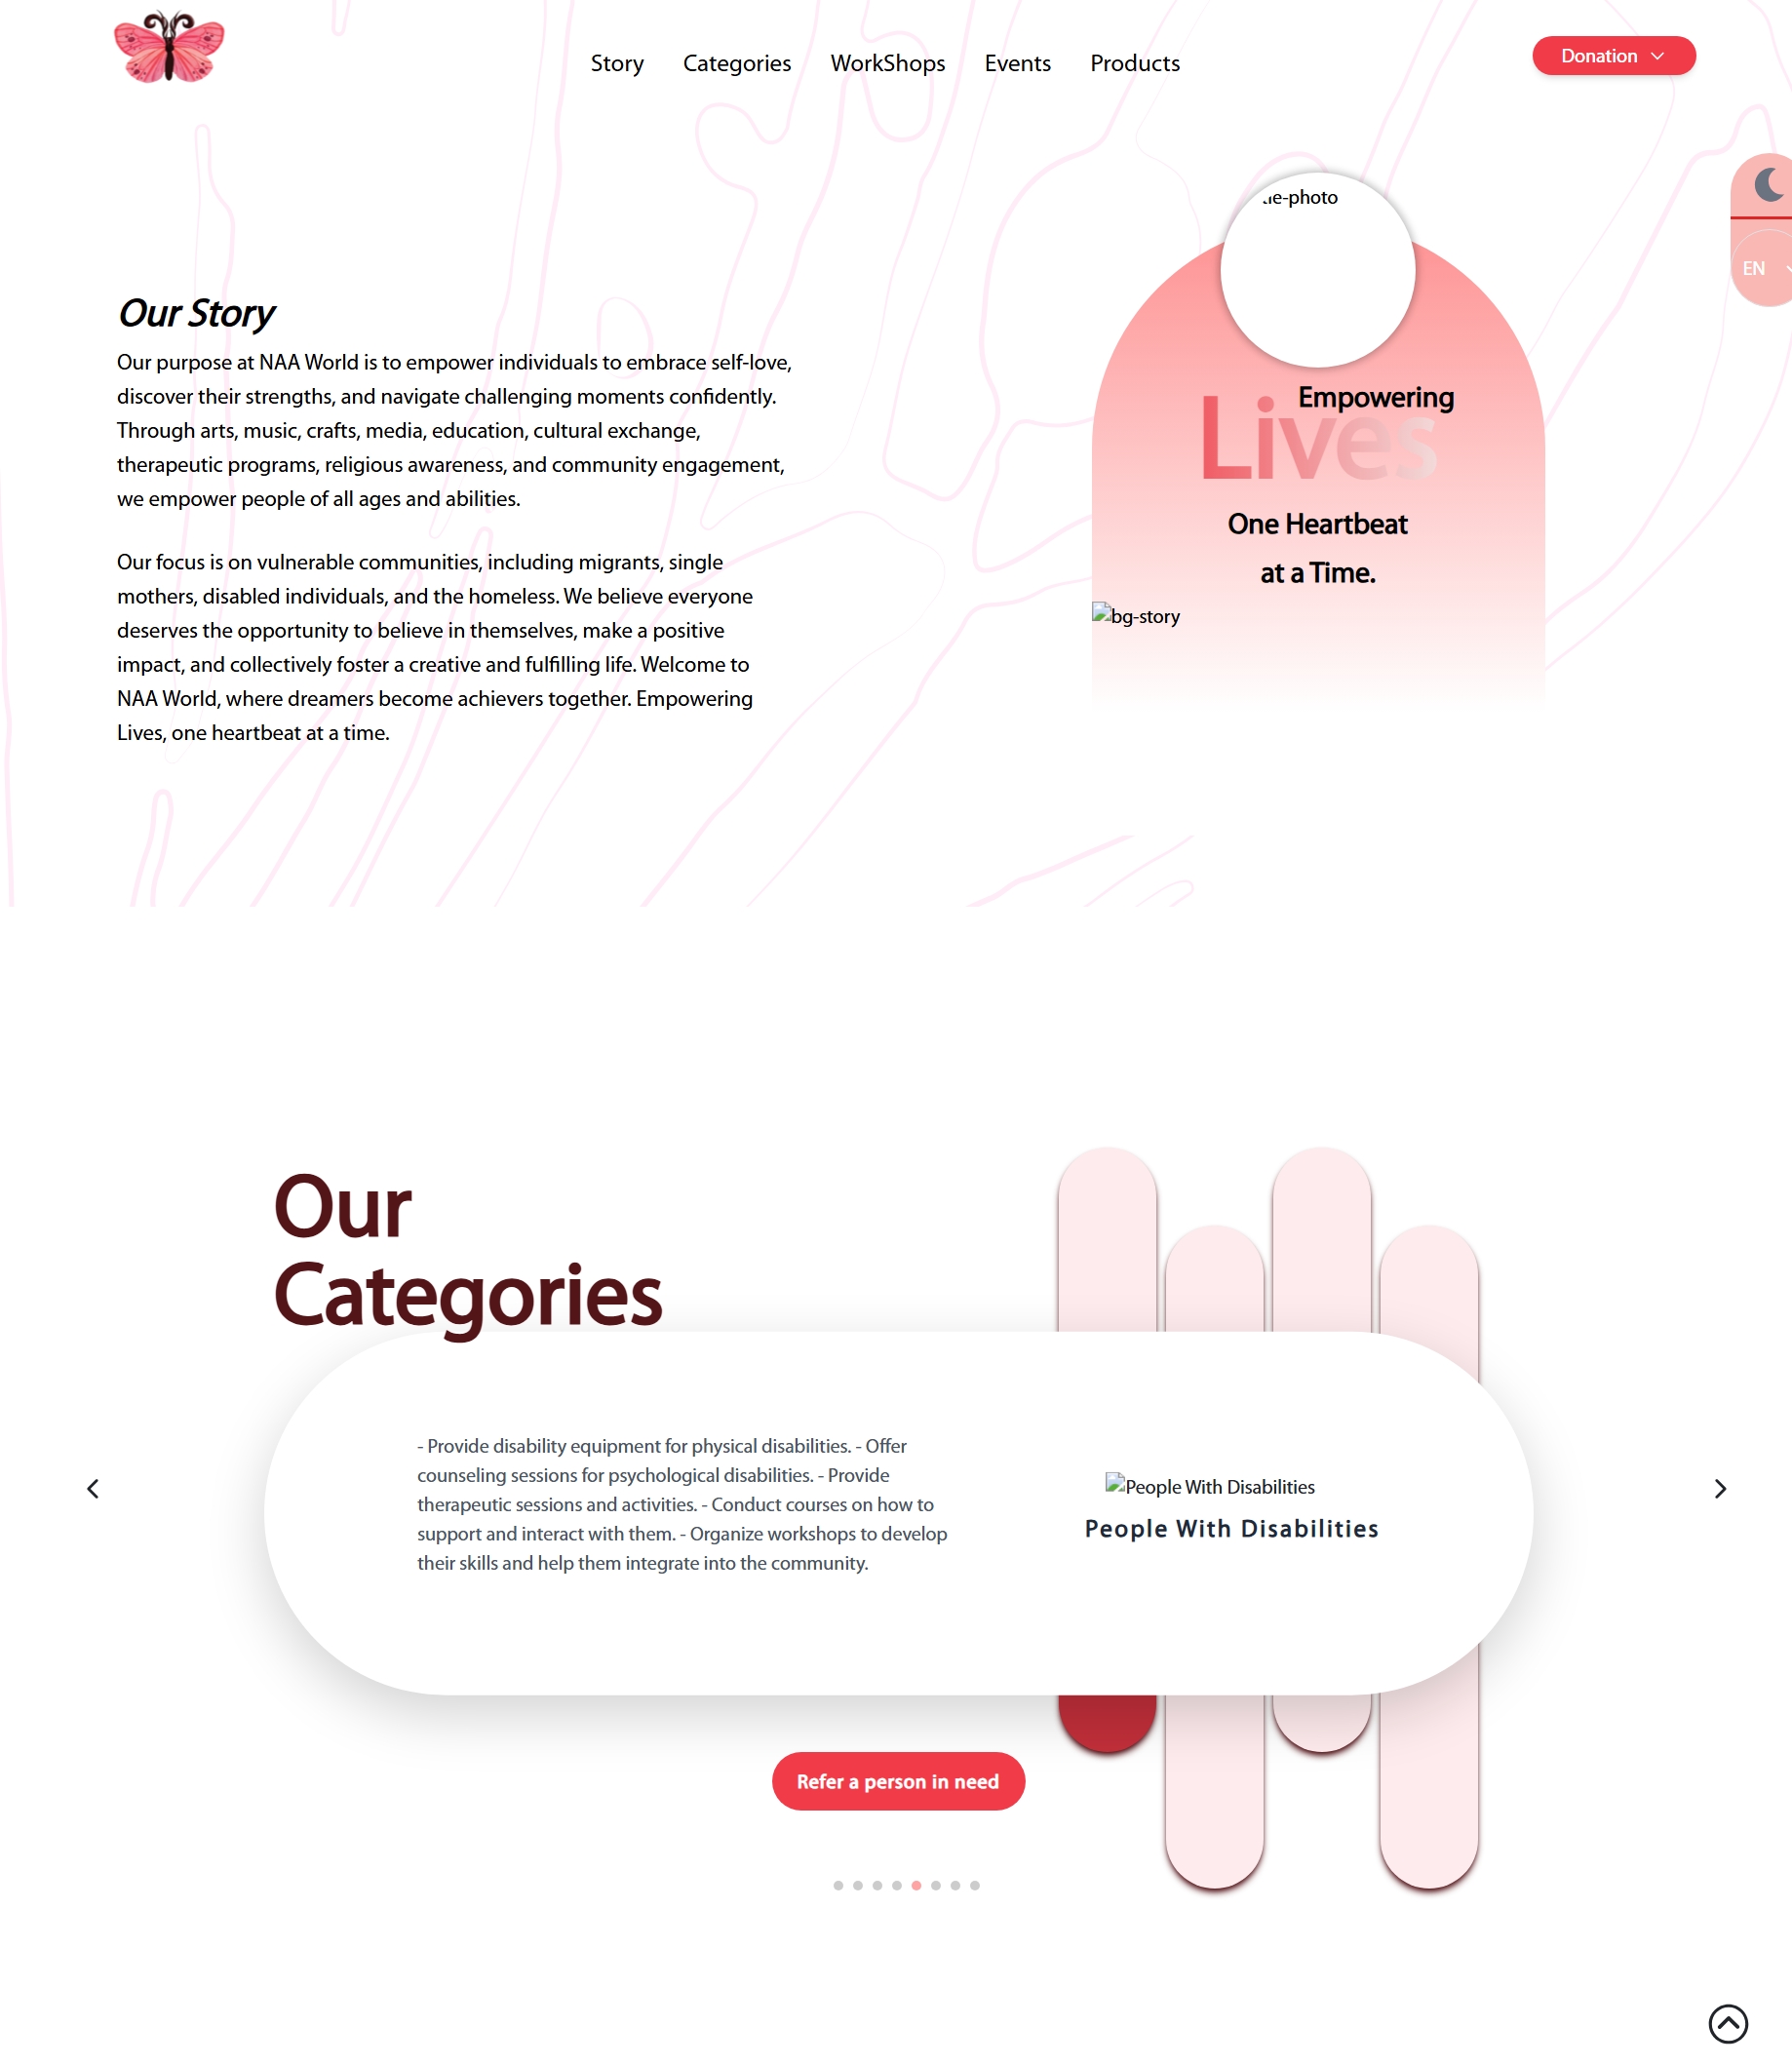 Story Categories WorkShops Events Products
Donation
EN
Our Story
Our purpose at NAA World is to empower individuals to embrace self-love,
discover their strengths, and navigate challenging moments confidently.
Through arts, music, crafts, media, education, cultural exchange,
therapeutic programs, religious awareness, and community engagement,
we empower people of all ages and abilities.
Our focus is on vulnerable communities, including migrants, single
mothers, disabled individuals, and the homeless. We believe everyone
deserves the opportunity to believe in themselves, make a positive
impact, and collectively foster a creative and fulfilling life. Welcome to
NAA World, where dreamers become achievers together. Empowering
Lives, one heartbeat at a time.
-photo
Empowering
Lives
One Heartbeat
at a Time.
bg-story
Our
Categories
- Provide disability equipment for physical disabilities. - Offer
counseling sessions for psychological disabilities. - Provide
therapeutic sessions and activities. - Conduct courses on how to
support and interact with them. - Organize workshops to develop
their skills and help them integrate into the community.
People With Disabilities
People With Disabilities
Refer a person in need